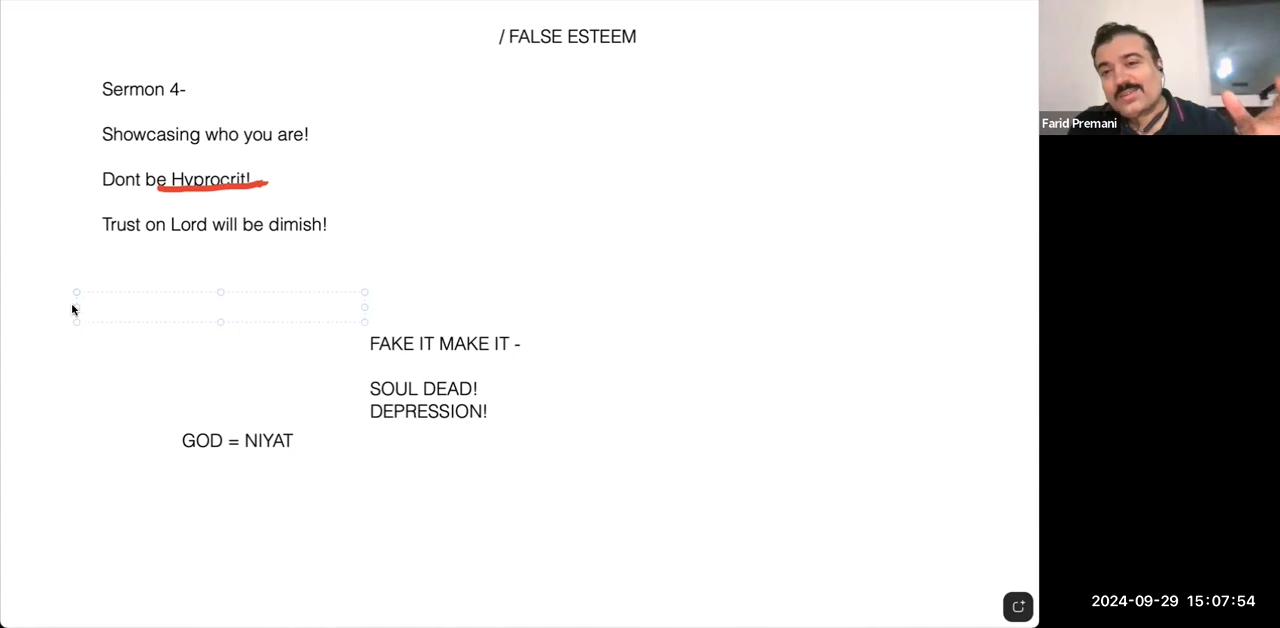 / FALSE ESTEEM
Sermon 4-
Showcasing who you are!
Dont be Hyprocrit!
Trust on Lord will be dimish!
FAKE IT MAKE IT -
SOUL DEAD!
DEPRESSION!
GOD = NIYAT
Farid Premani
2024-09-29 15:07:54